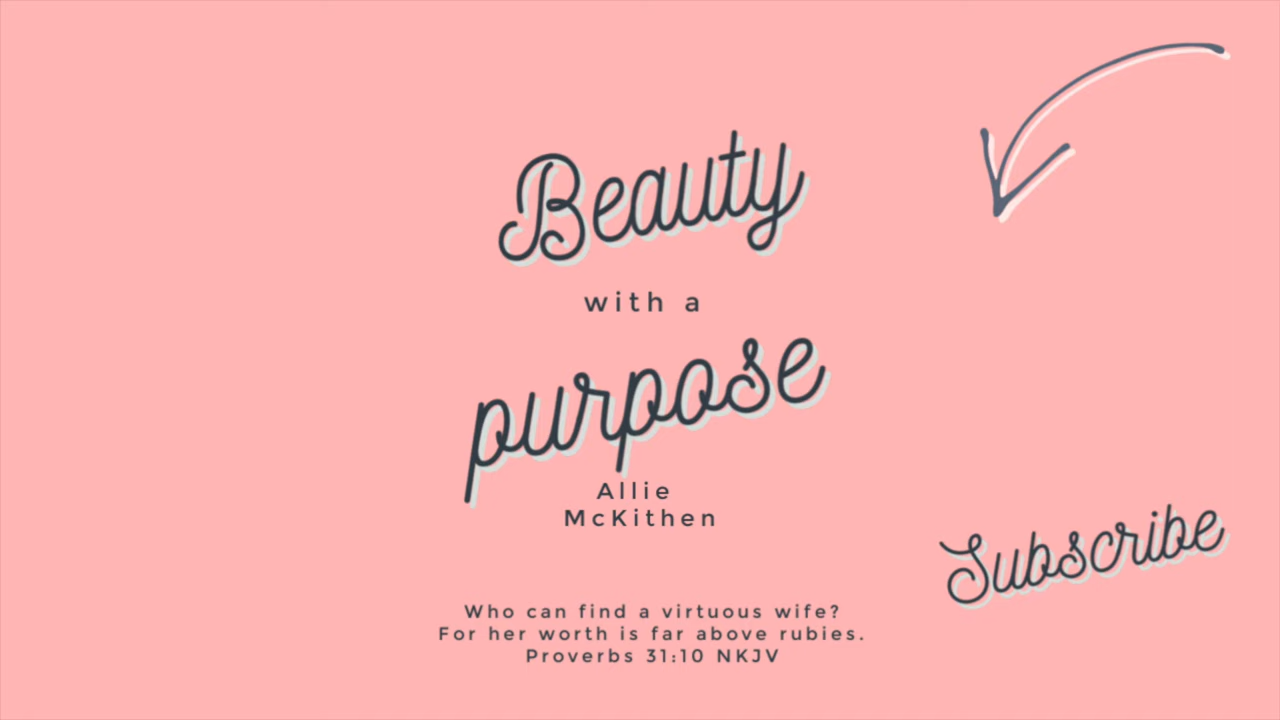 Beauty
with a
purpose
Allie
McKithen
Subscribe
Who can find a virtuous wife?
For her worth is far above rubies.
Proverbs 31:10 NKJV